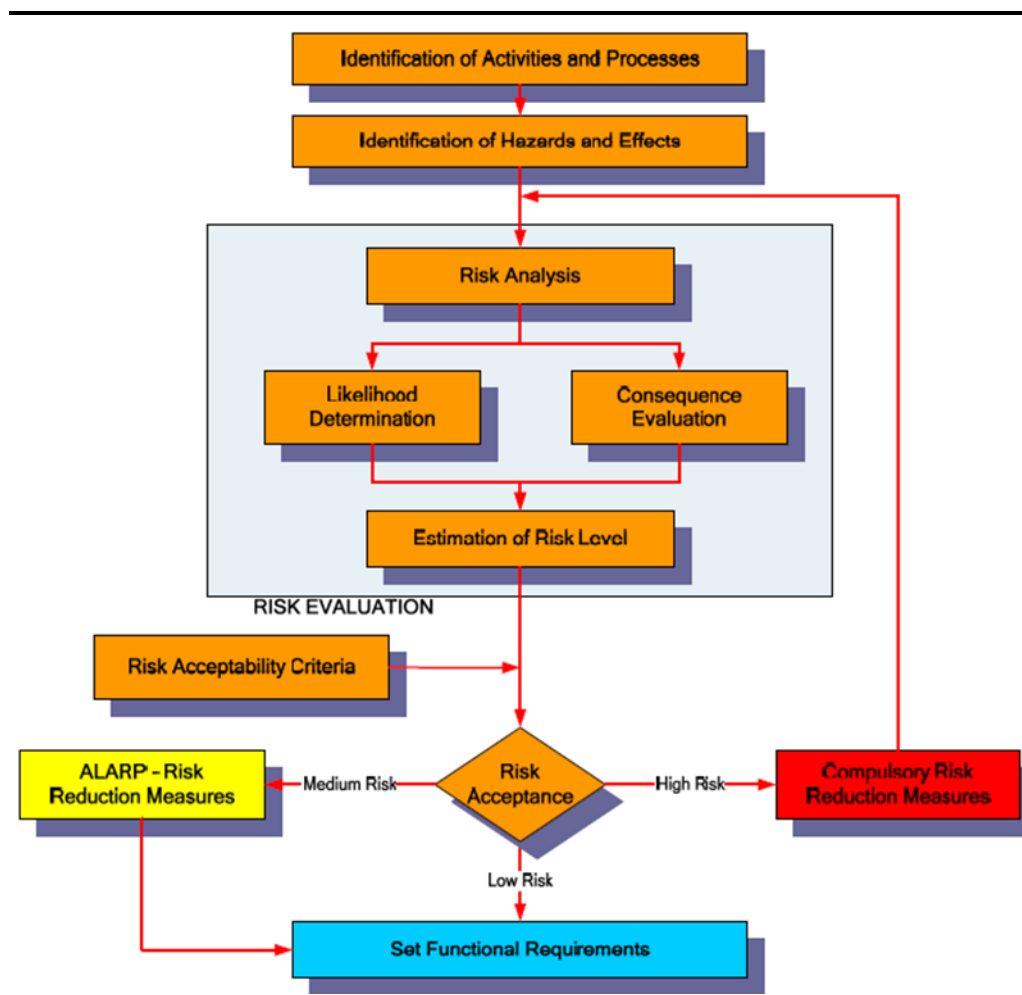 Identification of Activities and Processes
Identification of Hazards and Effects
Risk Analysis
Likelihood
Determination
Consequence
Evaluation
Estimation of Risk Level
RISK EVALUATION
Risk Acceptability Criteria
ALARP - Risk
Reduction Measures
Medium Risk
Risk
Acceptance
High Risk
Compulsory Risk
Reduction Measures
Low Risk
Set Functional Requirements